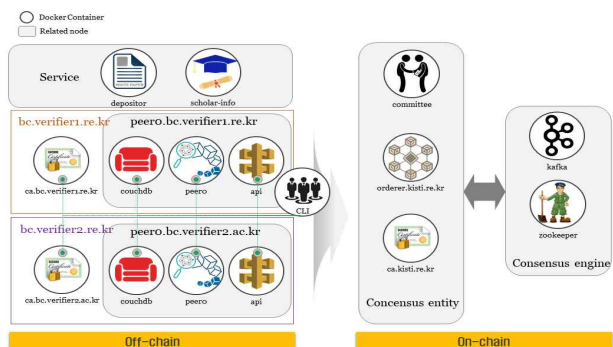 Docker Container
Related node
Service
depositor
scholar-info
bc.verifier1.re.kr
peer0.bc.verifier1.re.kr
ca.bc.verifier1.re.kr
couchdb
peer0
api
CLI
bc.verifier2.re.kr
peer0.bc.verifier2.ac.kr
ca.bc.verifier2.ac.kr
couchdb
peer0
api
Off-chain
committee
orderer.kisti.re.kr
ca.kisti.re.kr
Concensus entity
kafka
zookeeper
Consensus engine
On-chain